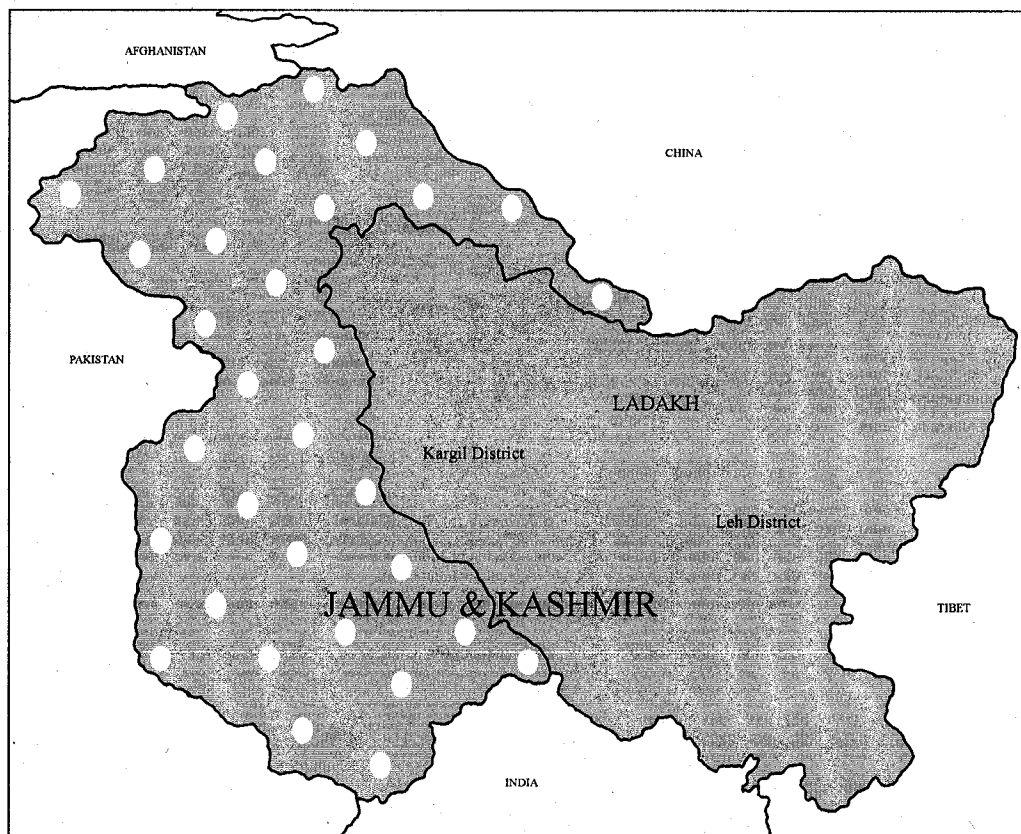 AFGHANISTAN
CHINA
PAKISTAN
LADAKH
Kargil District
Leh District
JAMMU & KASHMIR
TIBET
INDIA